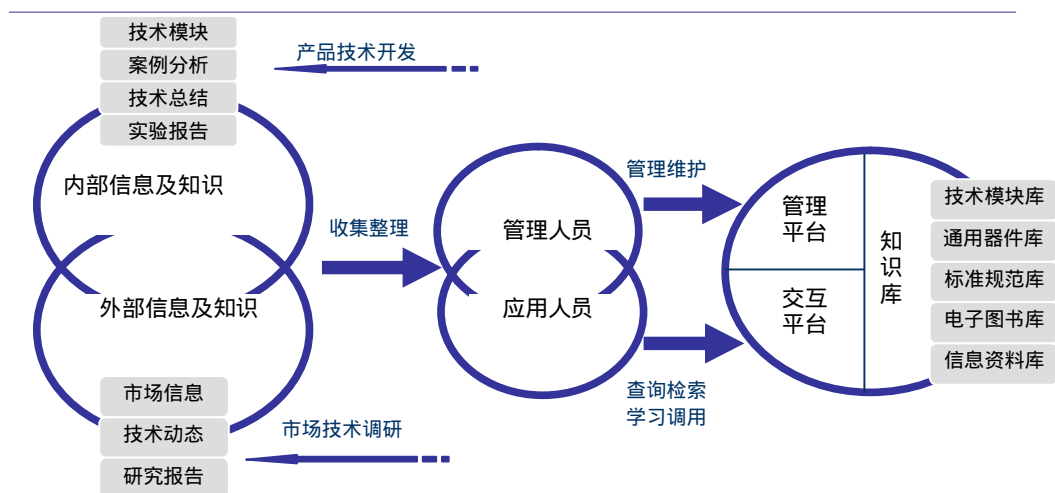 技术模块
案例分析
技术总结
实验报告
产品技术开发
内部信息及知识
外部信息及知识
市场信息
技术动态
研究报告
市场技术调研
收集整理
管理人员
应用人员
管理维护
查询检索
学习调用
管理
平台
交互
平台
知
识
库
技术模块库
通用器件库
标准规范库
电子图书库
信息资料库